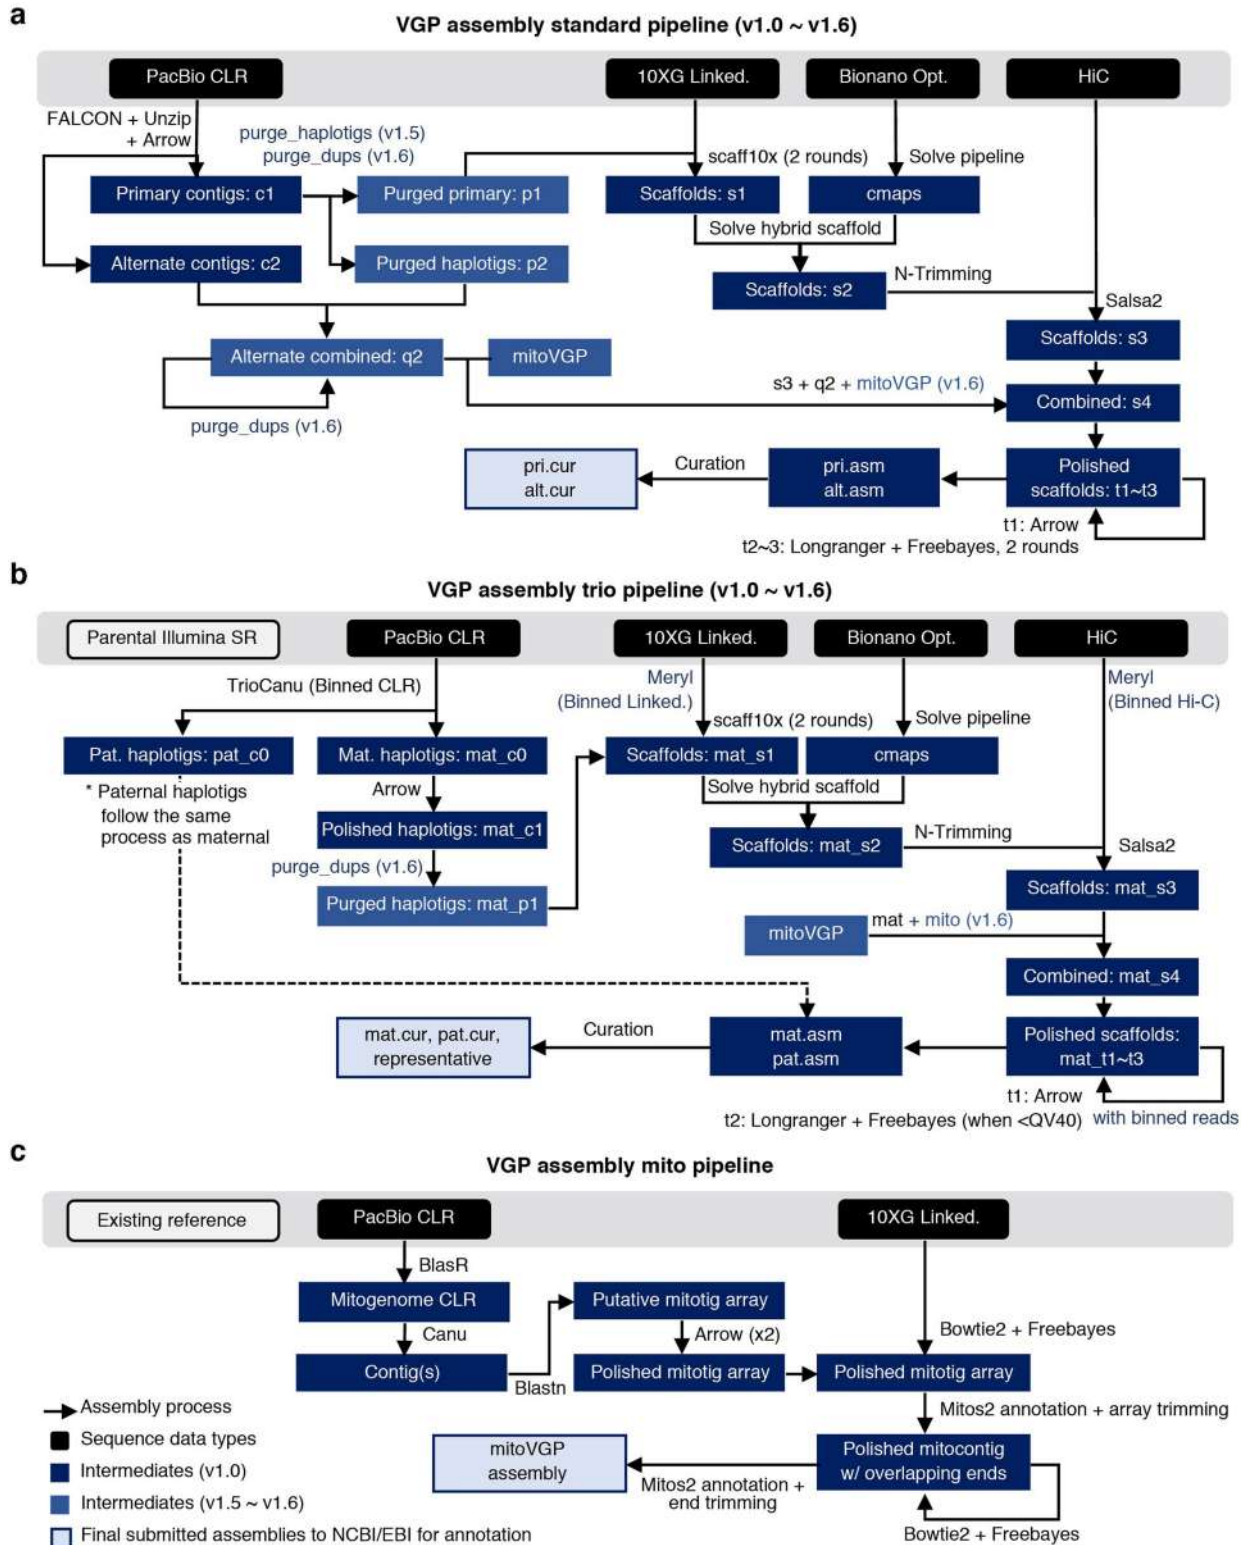 a
VGP assembly standard pipeline (v1.0 ~ v1.6)
PacBio CLR
10XG Linked.
Bionano Opt.
HiC
FALCON + Unzip
+ Arrow
purge_haplotigs (v1.5)
purge_dups (v1.6)
scaff10x (2 rounds)
Solve pipeline
Primary contigs: c1
Purged primary: p1
Scaffolds: s1
cmaps
Solve hybrid scaffold
Alternate contigs: c2
Purged haplotigs: p2
Scaffolds: s2
N-Trimming
Salsa2
Scaffolds: s3
Alternate combined: q2
mitoVGP
s3 + q2 + mitoVGP (v1.6)
Combined: s4
purge_dups (v1.6)
pri.cur
alt.cur
Curation
pri.asm
alt.asm
Polished
scaffolds: t1~t3
t1: Arrow
t2~3: Longranger + Freebayes, 2 rounds
b
VGP assembly trio pipeline (v1.0 ~ v1.6)
Parental Illumina SR
PacBio CLR
10XG Linked.
Bionano Opt.
HiC
TrioCanu (Binned CLR)
Meryl
(Binned Linked.)
scaff10x (2 rounds)
Solve pipeline
Meryl
(Binned Hi-C)
Pat. haplotigs: pat_c0
Mat. haplotigs: mat_c0
Scaffolds: mat_s1
cmaps
* Paternal haplotigs
follow the same
process as maternal
Arrow
Solve hybrid scaffold
Polished haplotigs: mat_c1
Scaffolds: mat_s2
N-Trimming
Salsa2
purge_dups (v1.6)
Purged haplotigs: mat_p1
Scaffolds: mat_s3
mitoVGP
mat + mito (v1.6)
Combined: mat_s4
mat.cur, pat.cur,
representative
Curation
mat.asm
pat.asm
Polished scaffolds:
mat_t1~t3
t1: Arrow
t2: Longranger + Freebayes (when <QV40)
with binned reads
c
VGP assembly mito pipeline
Existing reference
PacBio CLR
10XG Linked.
BlasR
Mitogenome CLR
Putative mitotig array
Canu
Arrow (x2)
Bowtie2 + Freebayes
Contig(s)
Blastn
Polished mitotig array
Polished mitotig array
Mitos2 annotation + array trimming
mitoVGP
assembly
Mitos2 annotation +
end trimming
Polished mitocontig
w/ overlapping ends
Bowtie2 + Freebayes
Assembly process
Sequence data types
Intermediates (v1.0)
Intermediates (v1.5 ~ v1.6)
Final submitted assemblies to NCBI/EBI for annotation